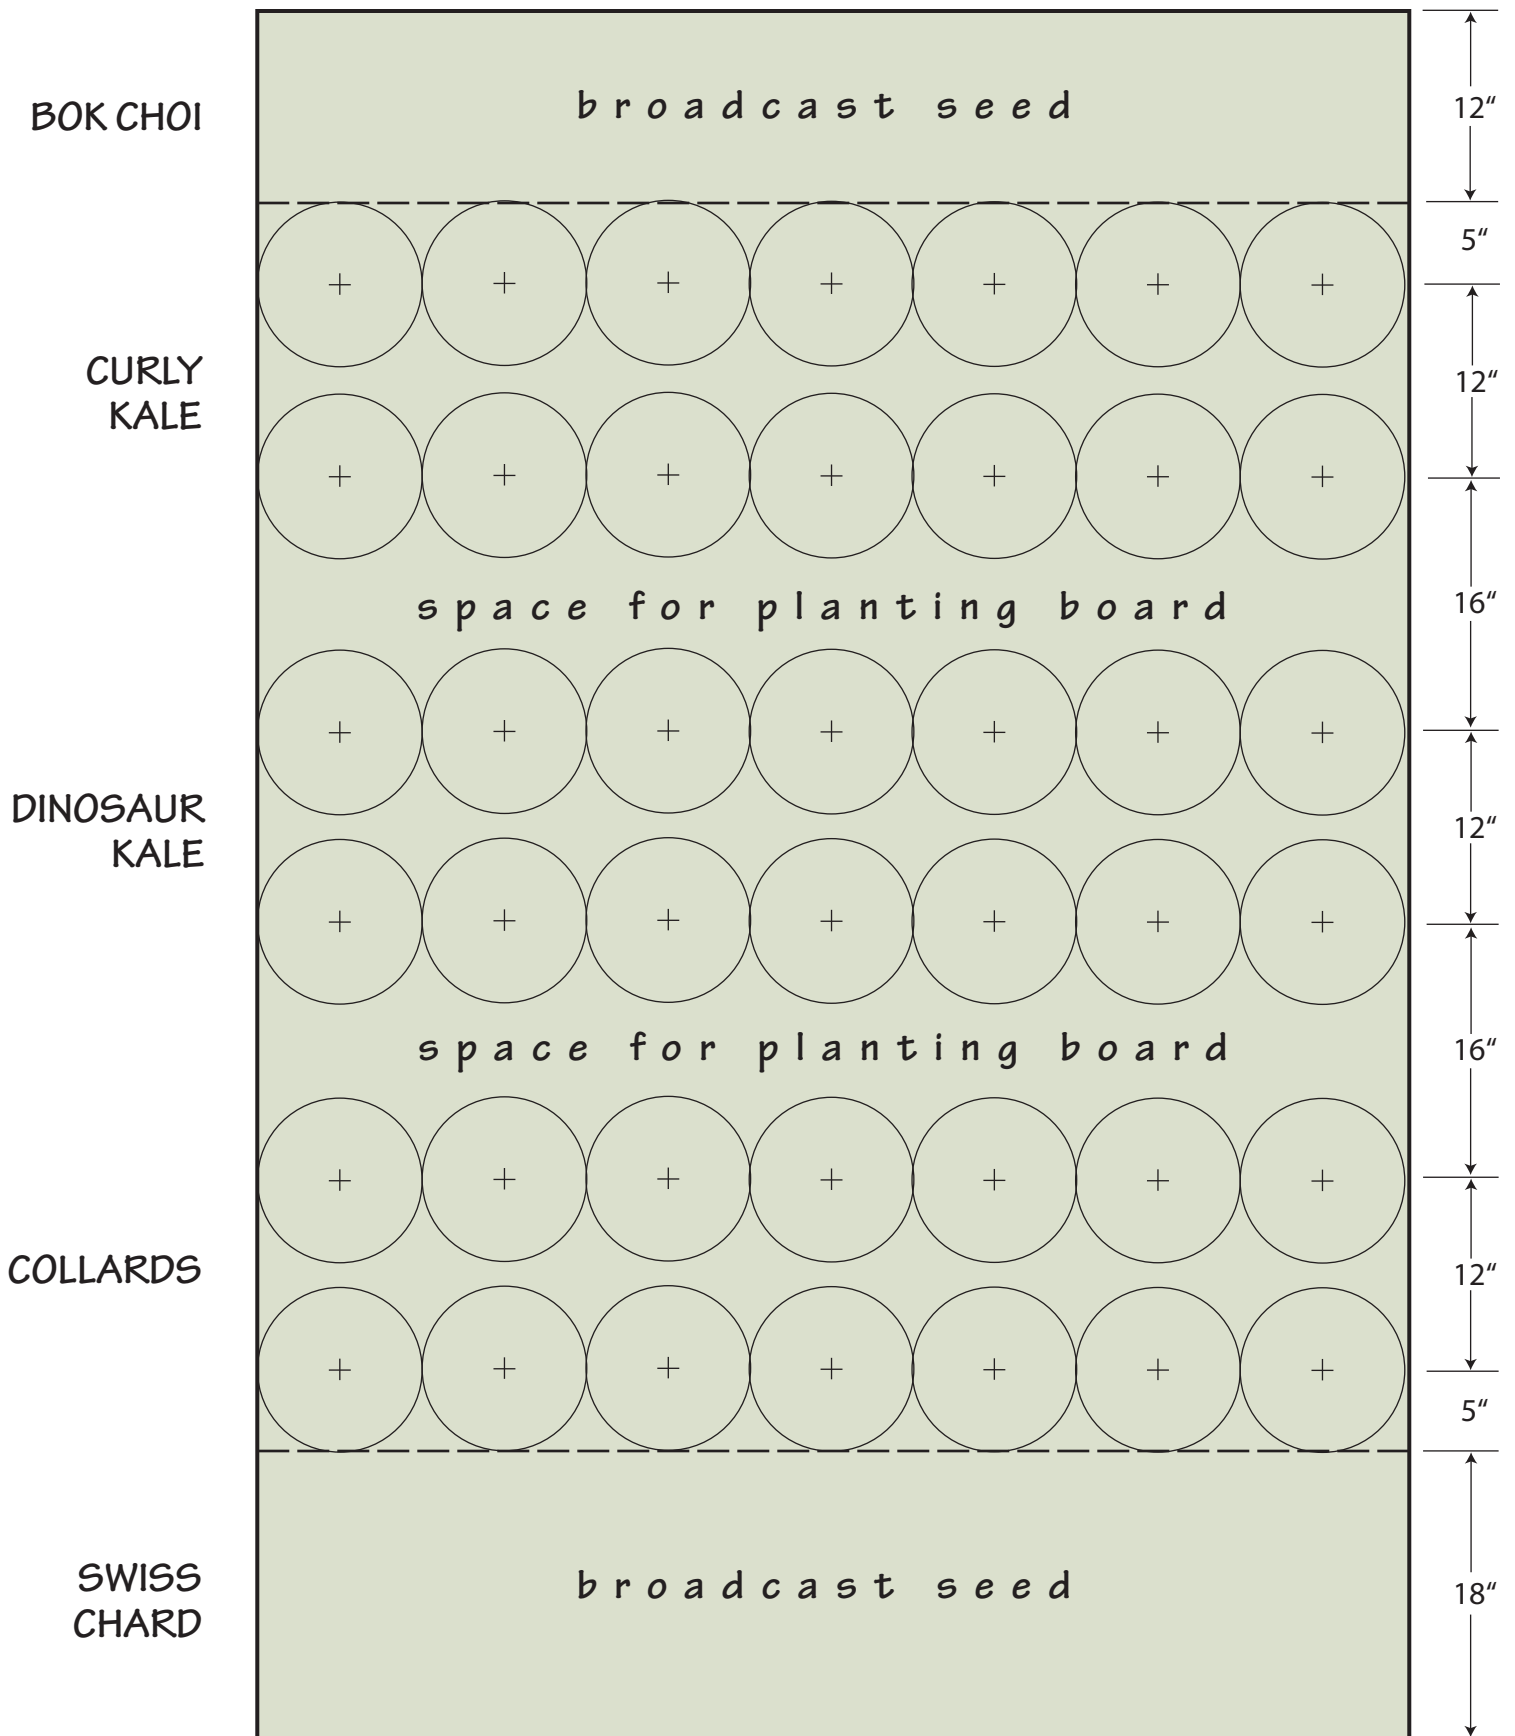 BOK CHOI
broadcast seed
12“
5“
CURLY
KALE
12“
space for planting board
16“
DINOSAUR
KALE
12“
space for planting board
16“
COLLARDS
12“
5“
SWISS
CHARD
broadcast seed
18“